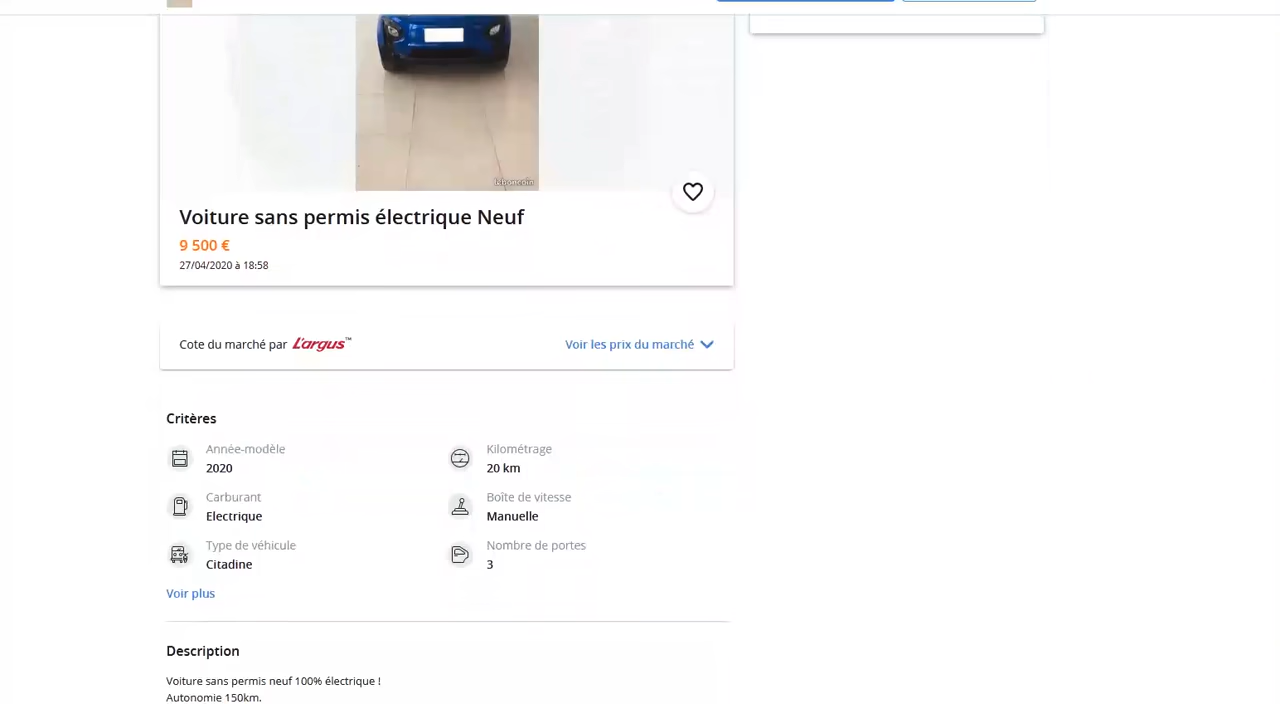 leboncoin
Voiture sans permis électrique Neuf
9 500 €
27/04/2020 à 18:58
Cote du marché par L'argus™
Voir les prix du marché
Critères
Année-modèle
2020
Kilométrage
20 km
Carburant
Electrique
Boîte de vitesse
Manuelle
Type de véhicule
Citadine
Nombre de portes
3
Voir plus
Description
Voiture sans permis neuf 100% électrique !
Autonomie 150km.